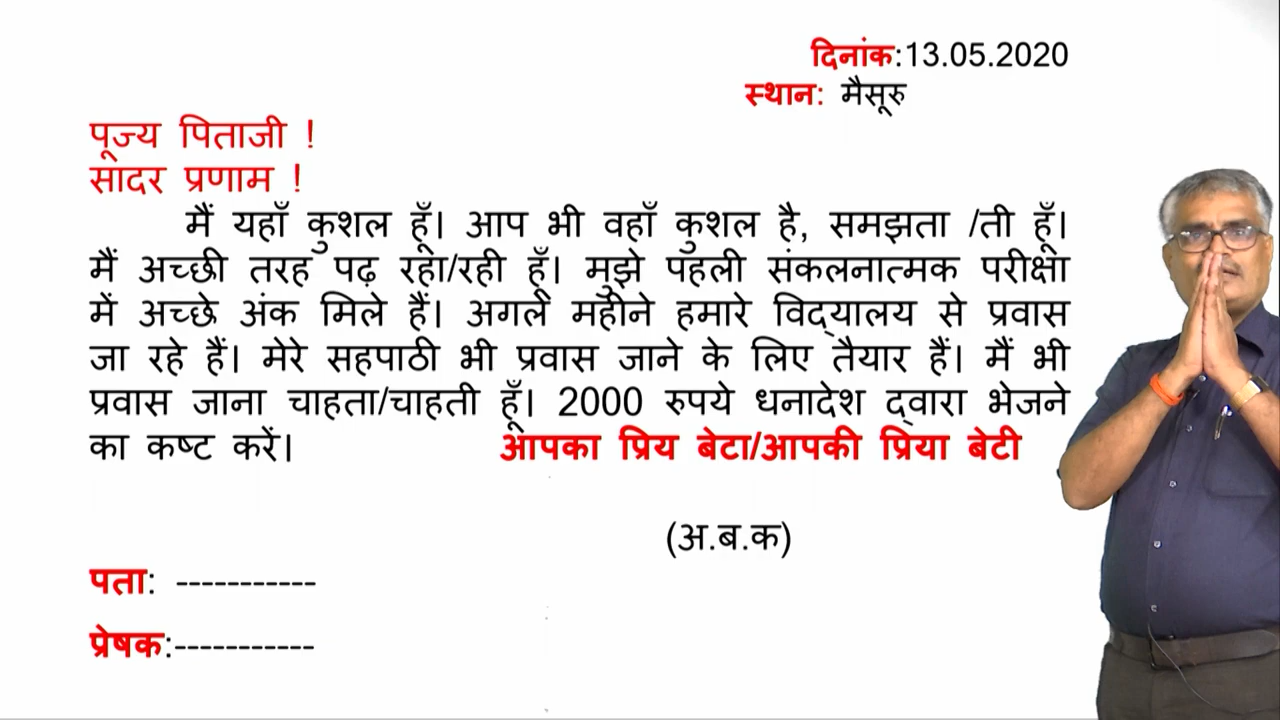 दिनांक:13.05.2020
स्थान: मैसूरु
पूज्य पिताजी !
सादर प्रणाम !
मैं यहाँ कुशल हूँ। आप भी वहाँ कुशल है, समझता /ती हूँ।
मैं अच्छी तरह पढ़ रहा/रही हूँ। मुझे पहली संकलनात्मक परीक्षा
में अच्छे अंक मिले हैं। अगले महीने हमारे विद्‌यालय से प्रवास
जा रहे हैं। मेरे सहपाठी भी प्रवास जाने के लिए तैयार हैं। मैं भी
प्रवास जाना चाहता/चाहती हूँ। 2000 रुपये धनादेश द्‌वारा भेजने
का कष्ट करें। आपका प्रिय बेटा/आपकी प्रिया बेटी
(अ.ब.क)
पता: -----------
प्रेषक:-----------